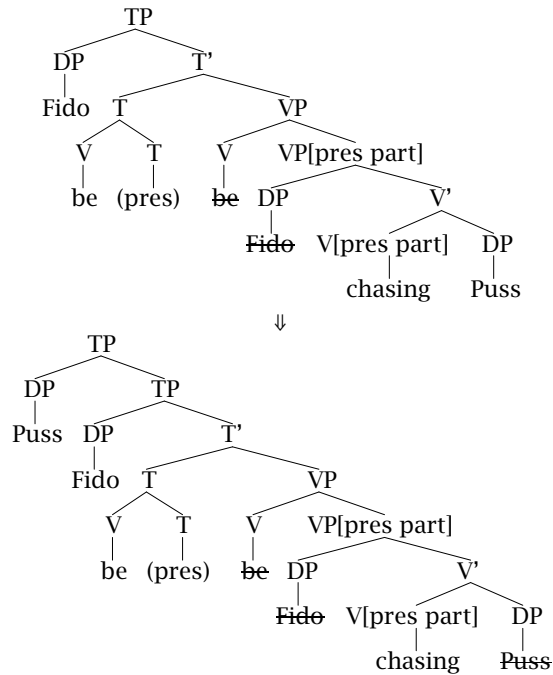 TP
DP T’
Fido T VP
V T V VP[pres part]
be (pres) be DP V’
Fido V[pres part] DP
chasing Puss
⇓
TP
DP TP
Puss DP T’
Fido T VP
V T V VP[pres part]
be (pres) be DP V’
Fido V[pres part] DP
chasing Puss